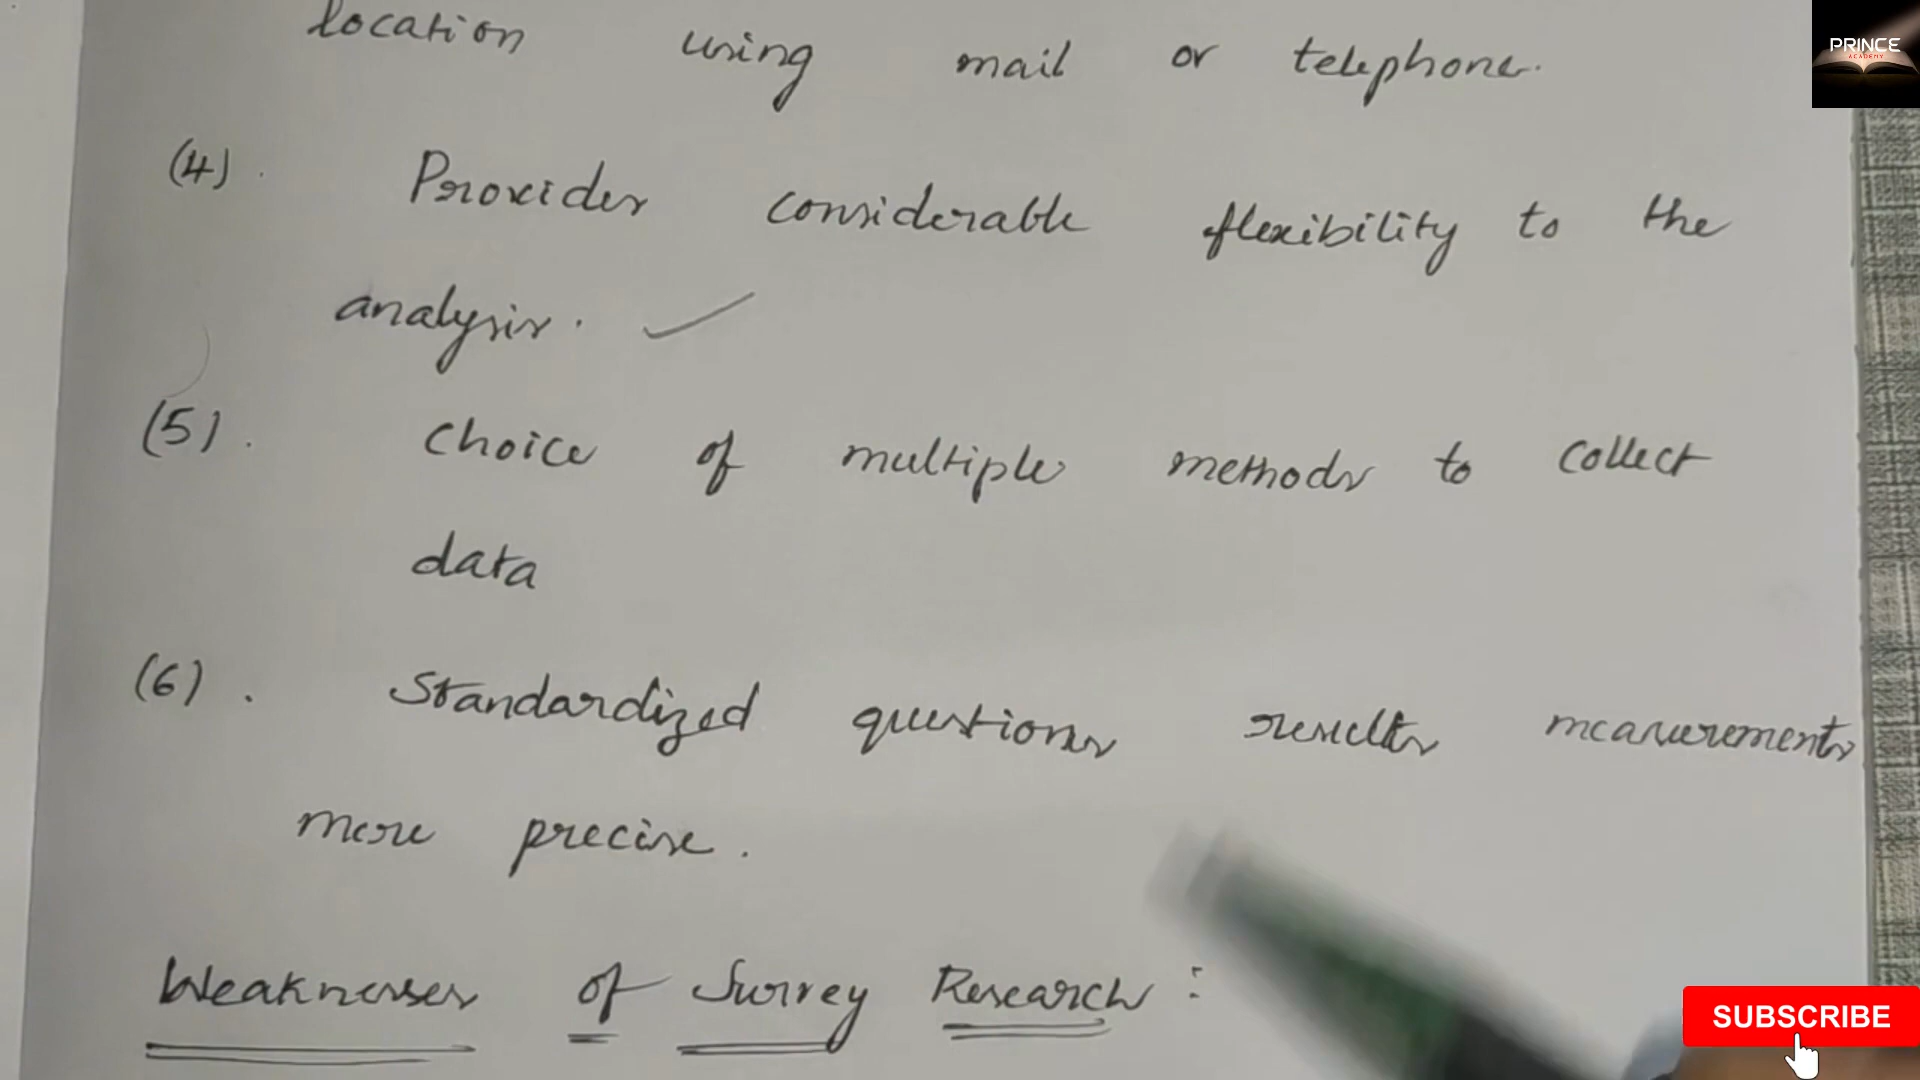 location using mail or telephone.
PRINCE
ACADEMY
(4). Provides considerable flexibility to the
analysis.
(5). Choice of multiple methods to collect
data
(6). Standardized questions results measurements
more precise.
Weaknesses of Survey Research :
SUBSCRIBE